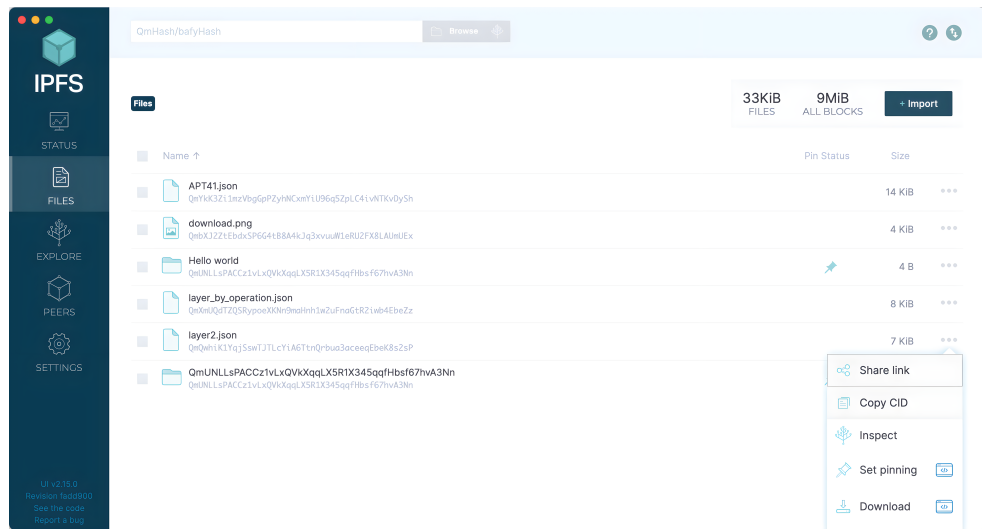 QmHash/bafyHash
Browse
IPFS
STATUS
FILES
EXPLORE
PEERS
SETTINGS
UI v2.15.0
Revision fadd900
See the code
Report a bug
Files
33KiB
FILES
9MiB
ALL BLOCKS
+ Import
Name ↑
Pin Status
Size
APT41.json
14 KiB
download.png
4 KiB
Hello world
QmUNLLsPACCz1vLxQVkXqqLX5R1X345qqfHbsf67hvA3Nn
4 B
layer_by_operation.json
8 KiB
layer2.json
7 KiB
QmUNLLsPACCz1vLxQVkXqqLX5R1X345qqfHbsf67hvA3Nn
QmUNLLsPACCz1vLxQVkXqqLX5R1X345qqfHbsf67hvA3Nn
Share link
Copy CID
Inspect
Set pinning
Download